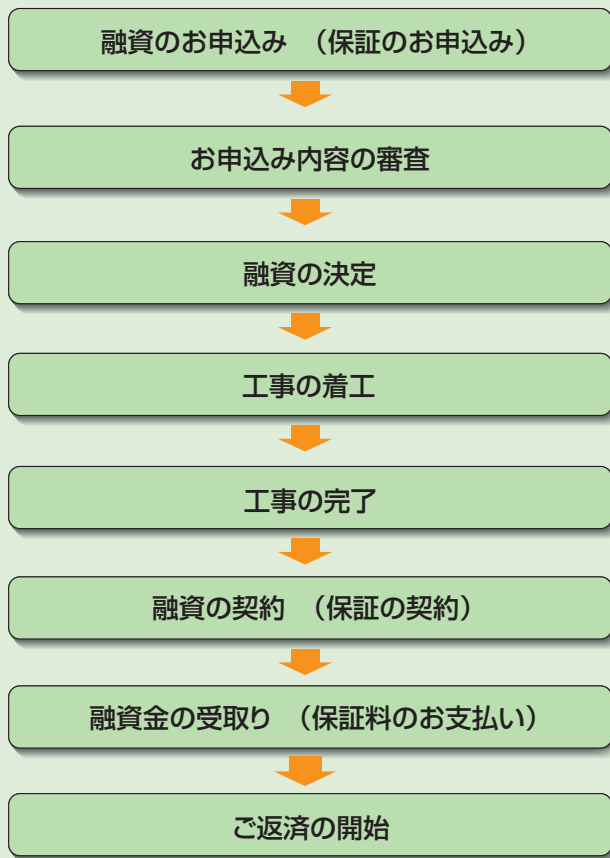 融資のお申込み （保証のお申込み）
お申込み内容の審査
融資の決定
工事の着工
工事の完了
融資の契約 （保証の契約）
融資金の受取り （保証料のお支払い）
ご返済の開始